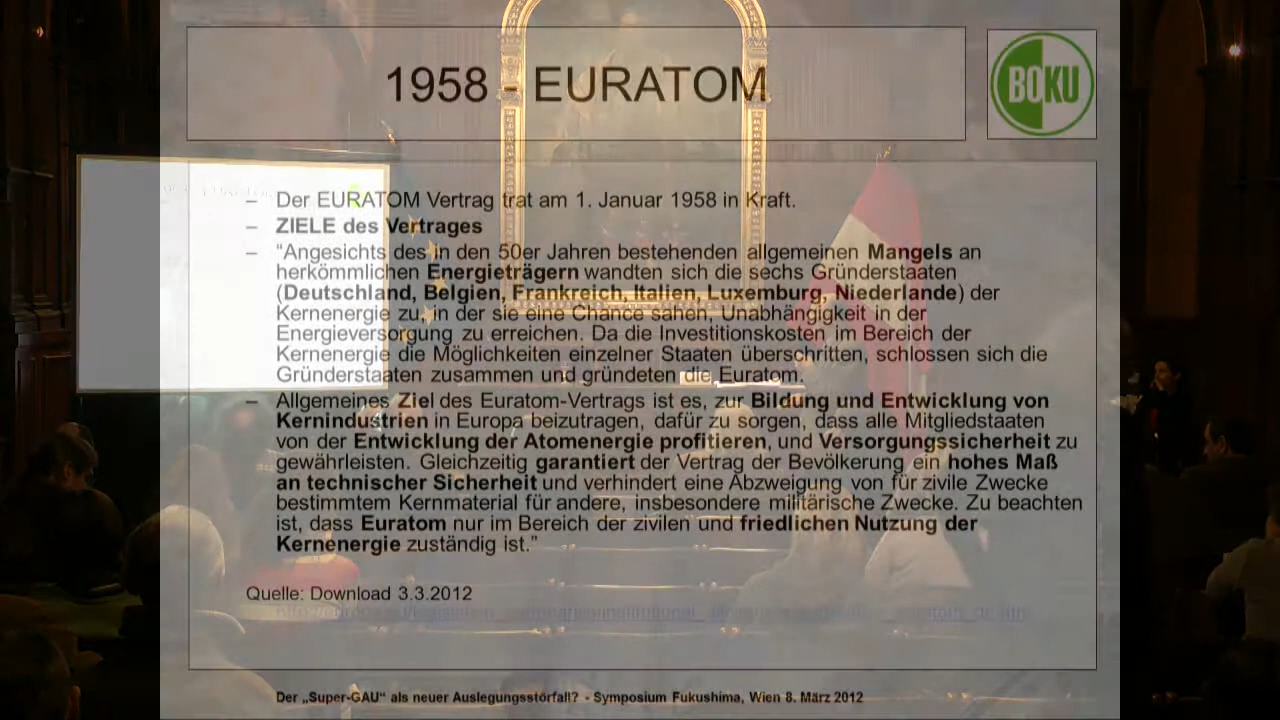 1958 - EURATOM
BOKU
– Der EURATOM Vertrag trat am 1. Januar 1958 in Kraft.
– ZIELE des Vertrages
– “Angesichts des in den 50er Jahren bestehenden allgemeinen Mangels an
herkömmlichen Energieträgern wandten sich die sechs Gründerstaaten
(Deutschland, Belgien, Frankreich, Italien, Luxemburg, Niederlande) der
Kernenergie zu, in der sie eine Chance sahen, Unabhängigkeit in der
Energieversorgung zu erreichen. Da die Investitionskosten im Bereich der
Kernenergie die Möglichkeiten einzelner Staaten überschritten, schlossen sich die
Gründerstaaten zusammen und gründeten die Euratom.
– Allgemeines Ziel des Euratom-Vertrags ist es, zur Bildung und Entwicklung von
Kernindustrien in Europa beizutragen, dafür zu sorgen, dass alle Mitgliedstaaten
von der Entwicklung der Atomenergie profitieren, und Versorgungssicherheit zu
gewährleisten. Gleichzeitig garantiert der Vertrag der Bevölkerung ein hohes Maß
an technischer Sicherheit und verhindert eine Abzweigung von für zivile Zwecke
bestimmtem Kernmaterial für andere, insbesondere militärische Zwecke. Zu beachten
ist, dass Euratom nur im Bereich der zivilen und friedlichen Nutzung der
Kernenergie zuständig ist.”
Quelle: Download 3.3.2012
Der „Super-GAU“ als neuer Auslegungsstörfall? - Symposium Fukushima, Wien 8. März 2012